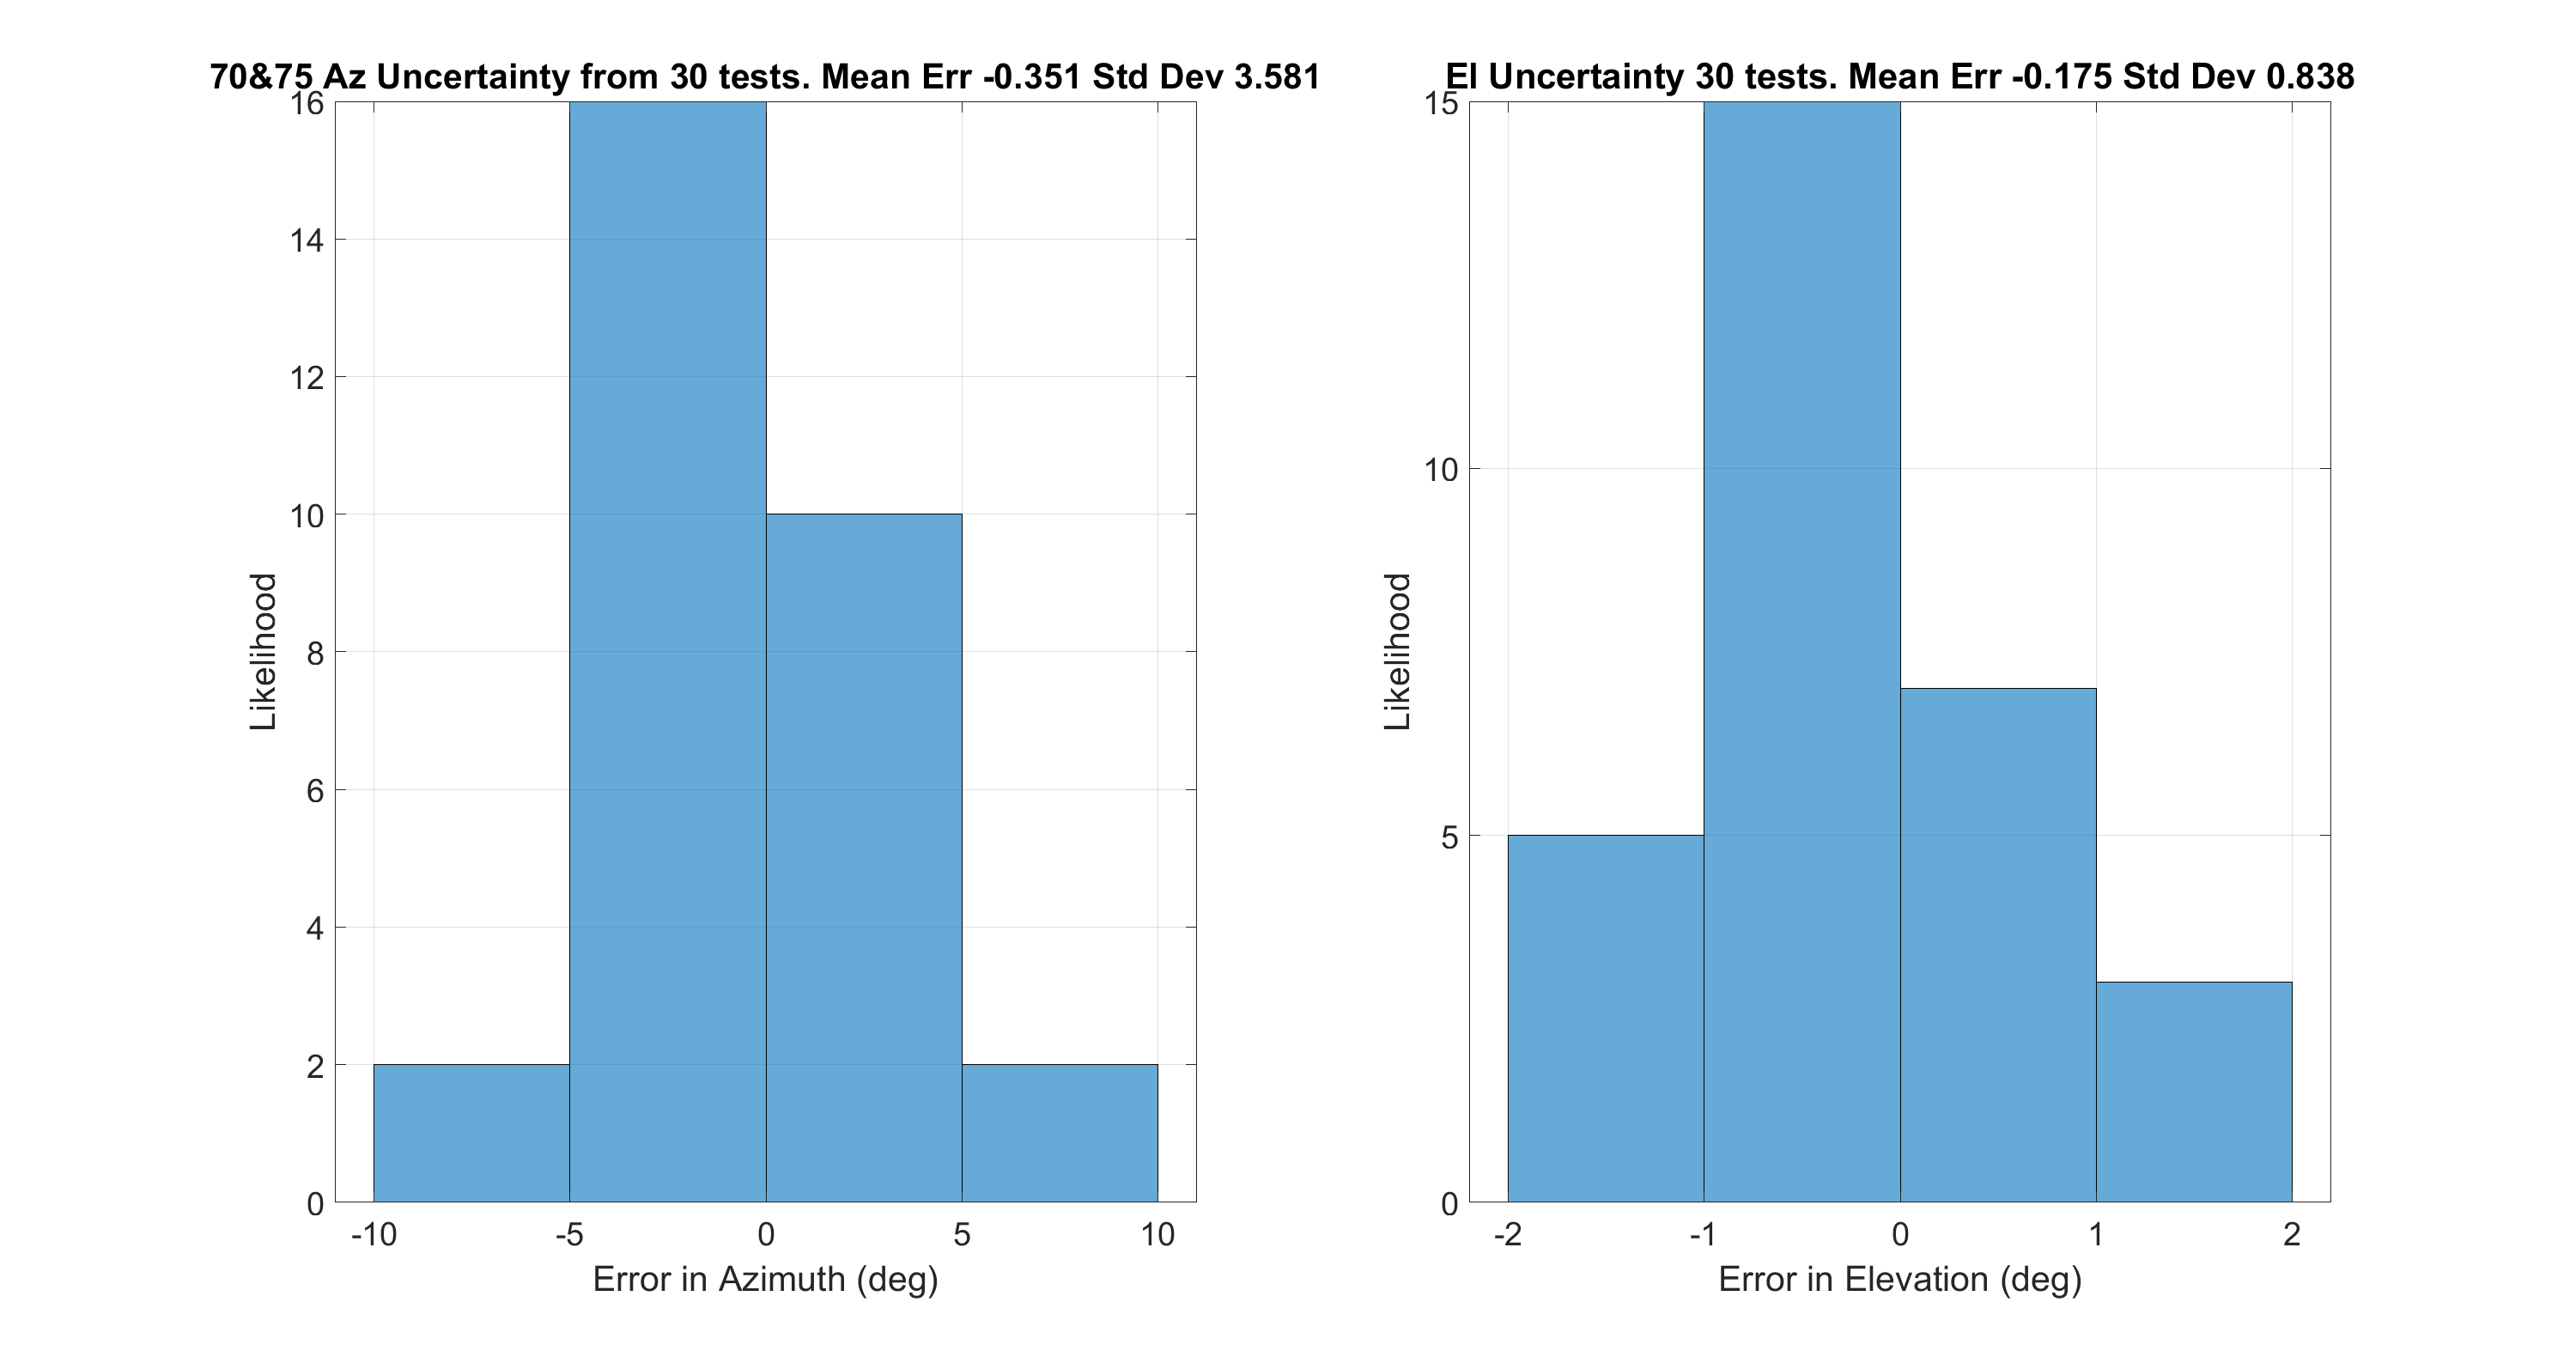 70&75 Az Uncertainty from 30 tests. Mean Err -0.351 Std Dev 3.581
16
14
12
10
8
6
4
2
0
Likelihood
-10 -5 0 5 10
Error in Azimuth (deg)
El Uncertainty 30 tests. Mean Err -0.175 Std Dev 0.838
15
10
5
0
Likelihood
-2 -1 0 1 2
Error in Elevation (deg)